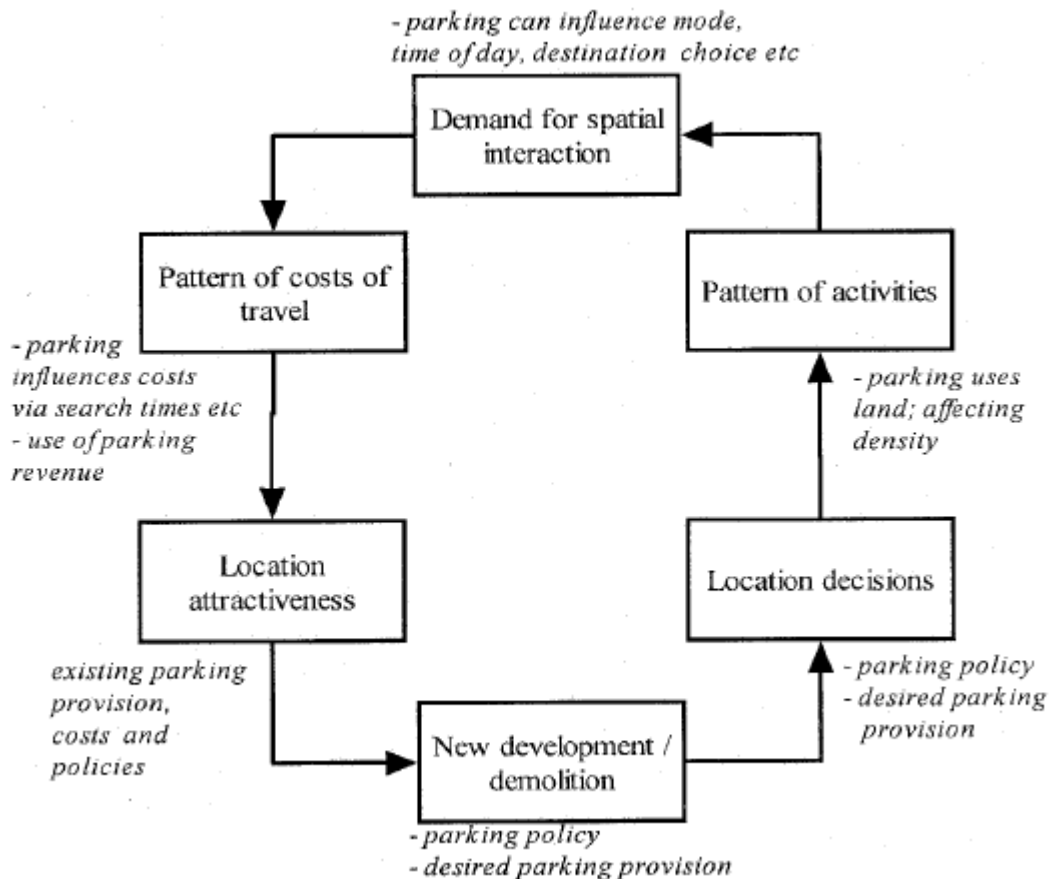 - parking can influence mode,
time of day, destination choice etc
Demand for spatial
interaction
Pattern of costs of
travel
Pattern of activities
- parking
influences costs
via search times etc
- use of parking
revenue
- parking uses
land; affecting
density
Location
attractiveness
Location decisions
existing parking
provision,
costs and
policies
- parking policy
- desired parking
provision
New development /
demolition
- parking policy
- desired parking provision